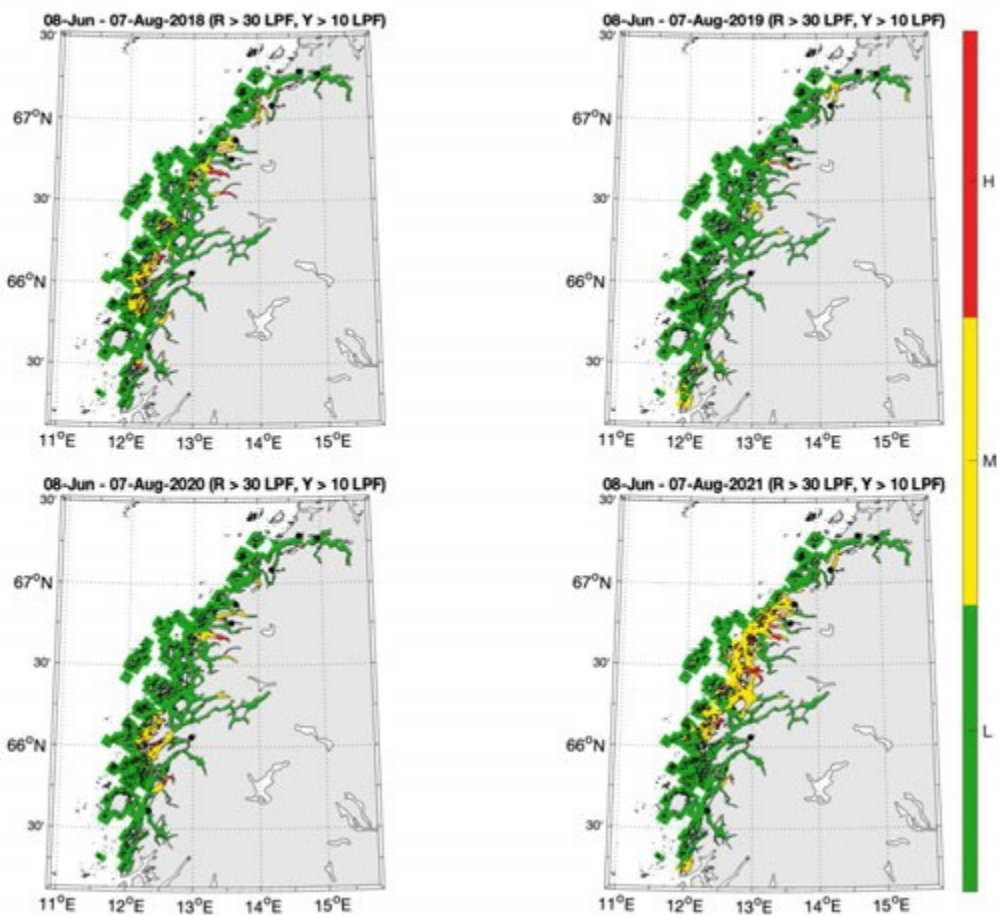 08-Jun - 07-Aug-2018 (R > 30 LPF, Y > 10 LPF)
30'
67°N
30'
66°N
30'
11°E 12°E 13°E 14°E 15°E
08-Jun - 07-Aug-2019 (R > 30 LPF, Y > 10 LPF)
30'
67°N
30'
66°N
30'
11°E 12°E 13°E 14°E 15°E
08-Jun - 07-Aug-2020 (R > 30 LPF, Y > 10 LPF)
30'
67°N
30'
66°N
30'
11°E 12°E 13°E 14°E 15°E
08-Jun - 07-Aug-2021 (R > 30 LPF, Y > 10 LPF)
30'
67°N
30'
66°N
30'
11°E 12°E 13°E 14°E 15°E
H
M
L